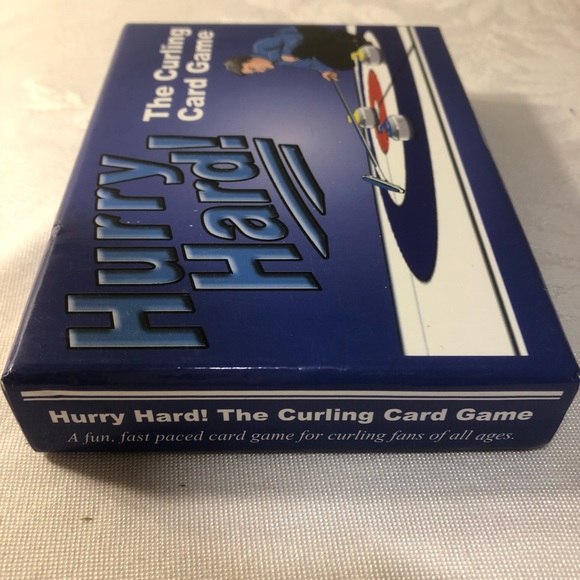 Hurry
Hard!
The Curling
Card Game
Hurry Hard! The Curling Card Game
A fun, fast paced card game for curling fans of all ages.